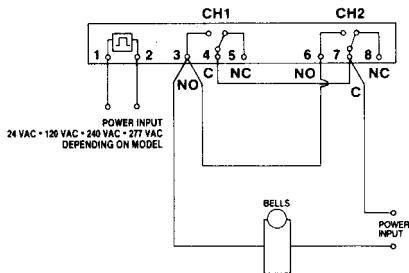 CH1 CH2
1 2 3 4 5 6 7 8
NO C NC NO C NC
POWER INPUT
24 VAC • 120 VAC • 240 VAC • 277 VAC
DEPENDING ON MODEL
BELLS
POWER
INPUT